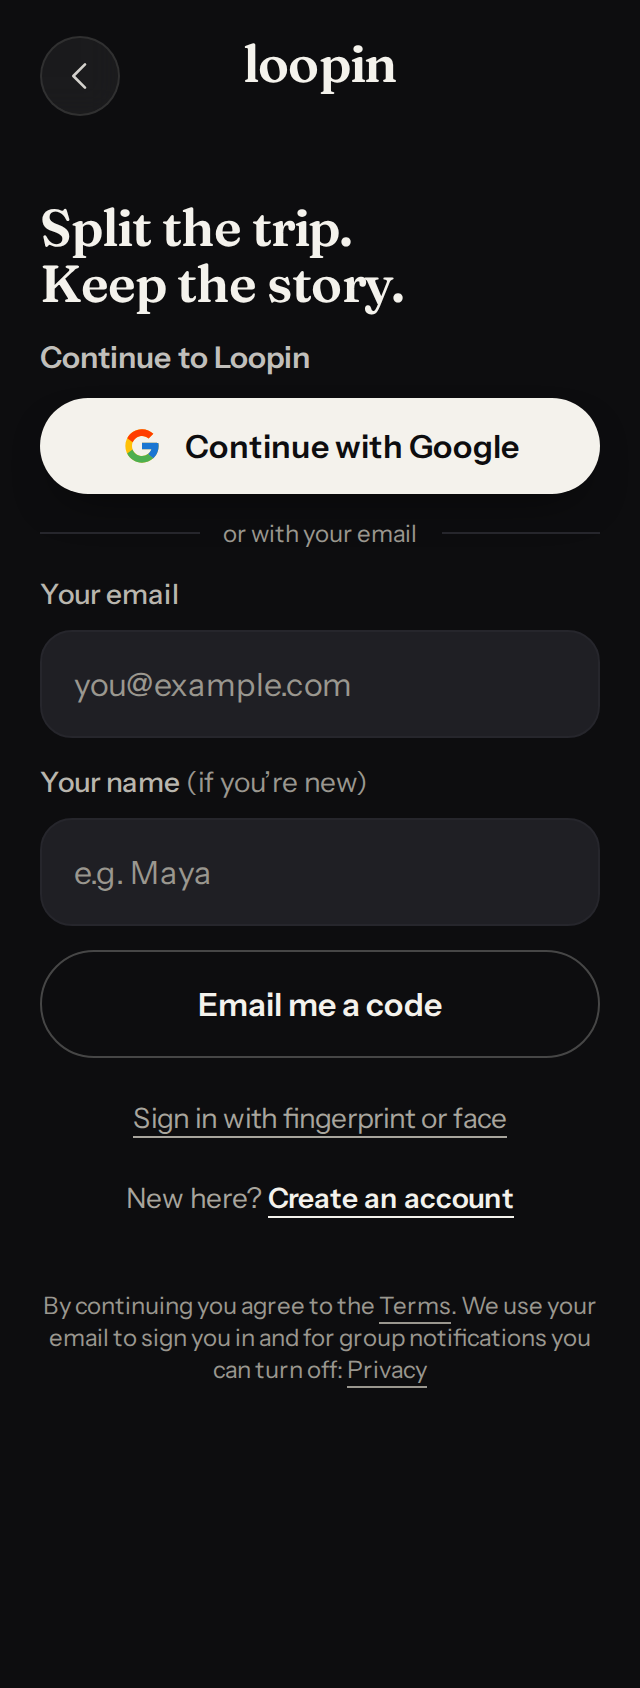 loopin
Split the trip.
Keep the story.
Continue to Loopin
Continue with Google
or with your email
Your email
you@example.com
Your name (if you’re new)
e.g. Maya
Email me a code
Sign in with fingerprint or face
New here? Create an account
By continuing you agree to the Terms. We use your
email to sign you in and for group notifications you
can turn off: Privacy